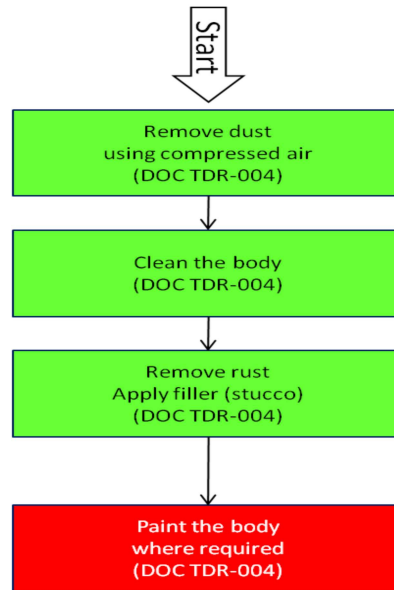 Start
Remove dust
using compressed air
(DOC TDR-004)
Clean the body
(DOC TDR-004)
Remove rust
Apply filler (stucco)
(DOC TDR-004)
Paint the body
where required
(DOC TDR-004)